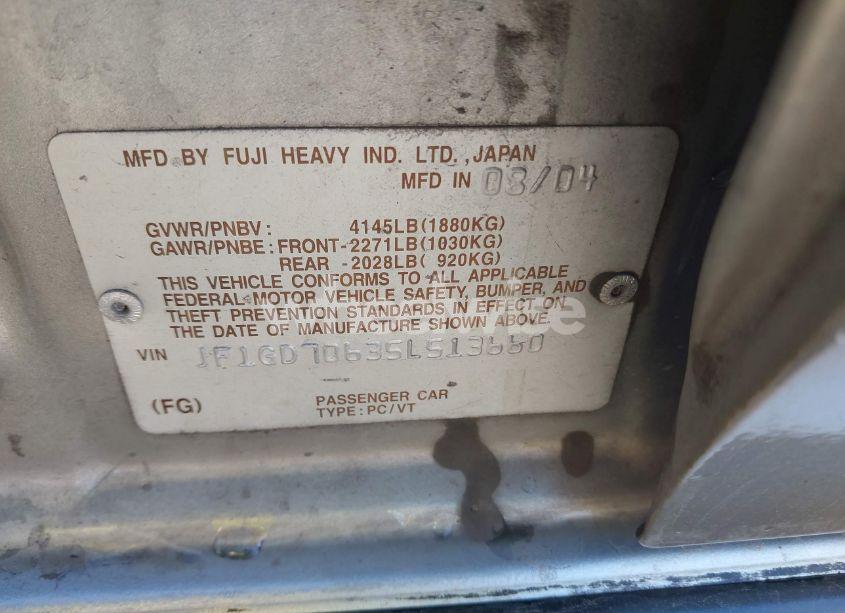 MFD BY FUJI HEAVY IND. LTD.,JAPAN
MFD IN 08/04
GVWR/PNBV: 4145LB(1880KG)
GAWR/PNBE:FRONT-2271LB(1030KG)
REAR -2028LB( 920KG)
THIS VEHICLE CONFORMS TO ALL APPLICABLE
FEDERAL MOTOR VEHICLE SAFETY, BUMPER, AND
THEFT PREVENTION STANDARDS IN EFFECT ON
THE DATE OF MANUFACTURE SHOWN ABOVE.
VIN JF1GD70635L513660
(FG) PASSENGER CAR
TYPE:PC/VT